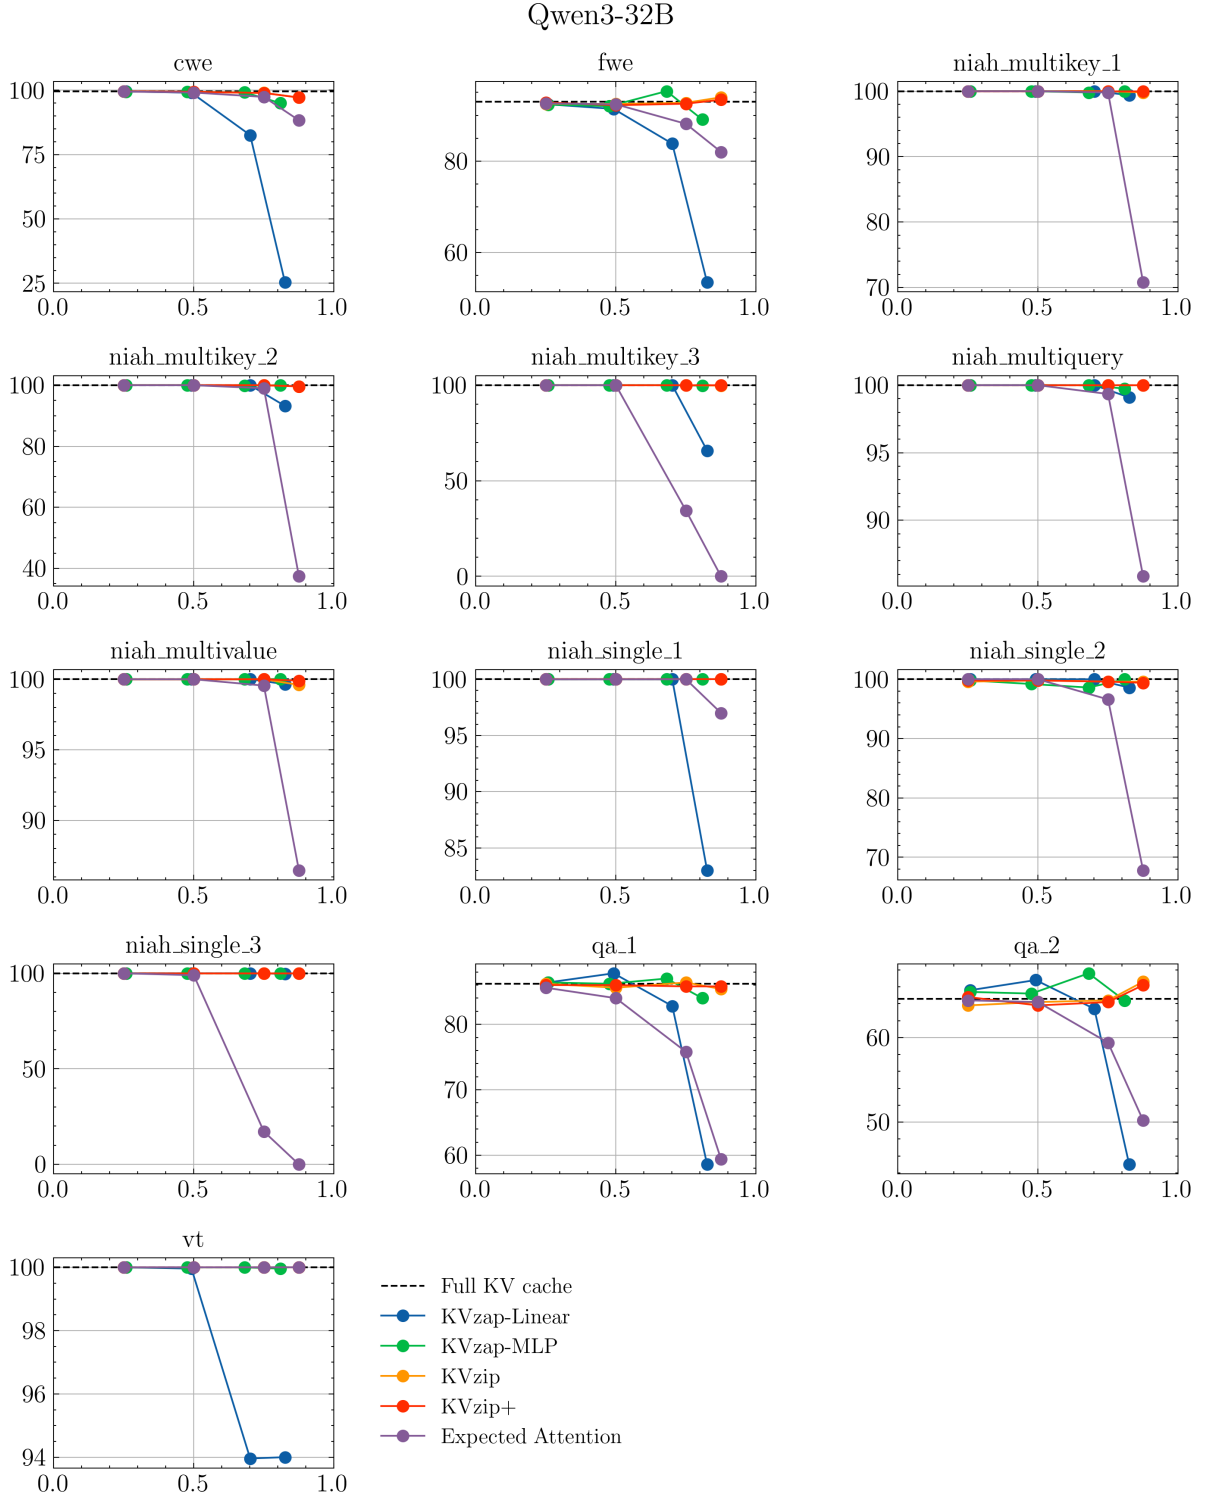 Qwen3-32B
cwe
100
75
50
25
0.0 0.5 1.0
fwe
80
60
0.0 0.5 1.0
niah_multikey_1
100
90
80
70
0.0 0.5 1.0
niah_multikey_2
100
80
60
40
0.0 0.5 1.0
niah_multikey_3
100
50
0
0.0 0.5 1.0
niah_multiquery
100
95
90
0.0 0.5 1.0
niah_multivalue
100
95
90
0.0 0.5 1.0
niah_single_1
100
95
90
85
0.0 0.5 1.0
niah_single_2
100
90
80
70
0.0 0.5 1.0
niah_single_3
100
50
0
0.0 0.5 1.0
qa_1
80
70
60
0.0 0.5 1.0
qa_2
60
50
0.0 0.5 1.0
vt
100
98
96
94
0.0 0.5 1.0
Full KV cache
KVzap-Linear
KVzap-MLP
KVzip
KVzip+
Expected Attention